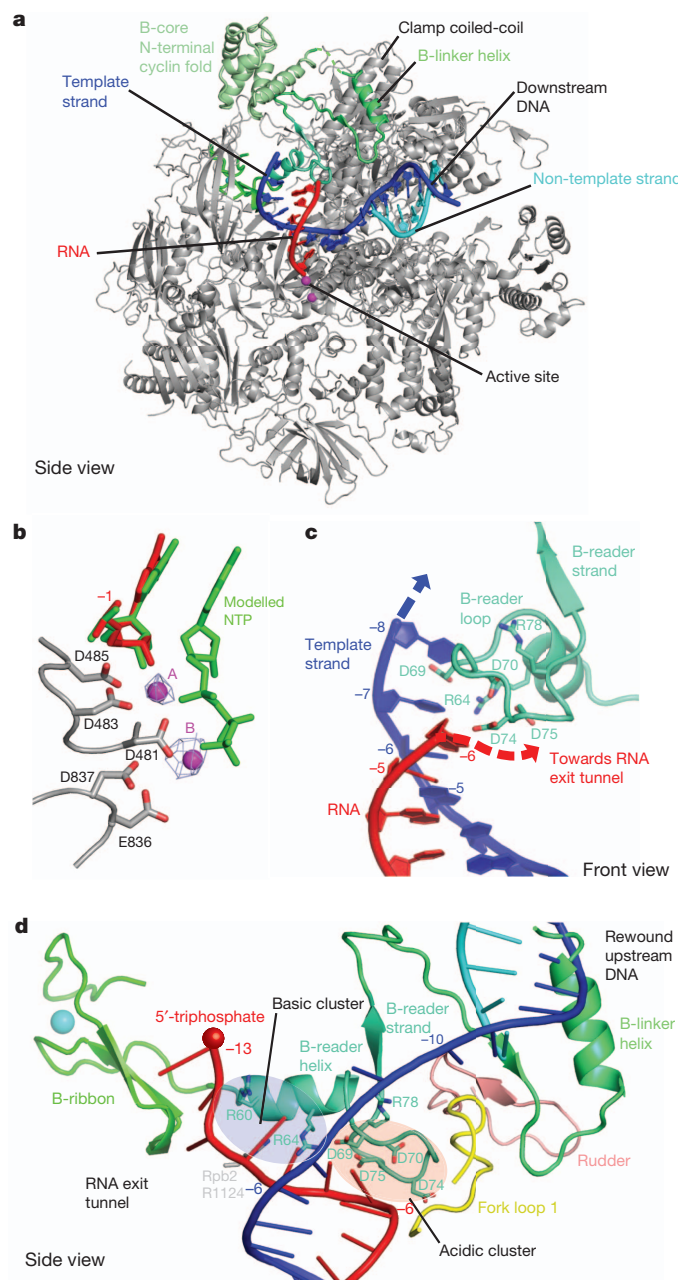 a
B-core
N-terminal
cyclin fold
Clamp coiled-coil
B-linker helix
Template
strand
Downstream
DNA
Non-template strand
RNA
Active site
Side view
b
–1
Modelled
NTP
D485
A
D483
B
D481
D837
E836
c
B-reader
strand
B-reader
loop
R78
–8
Template
strand
D69
D70
R64
–7
D74
D75
–6
–6
Towards RNA
exit tunnel
–5
–5
RNA
Front view
d
Rewound
upstream
DNA
5′-triphosphate
Basic cluster
B-reader
strand
–13
B-reader
helix
–10
B-linker
helix
B-ribbon
R60
R78
R64
D69
D70
Rudder
Rpb2
R1124
D75
D74
RNA exit
tunnel
–6
–6
Fork loop 1
Acidic cluster
Side view